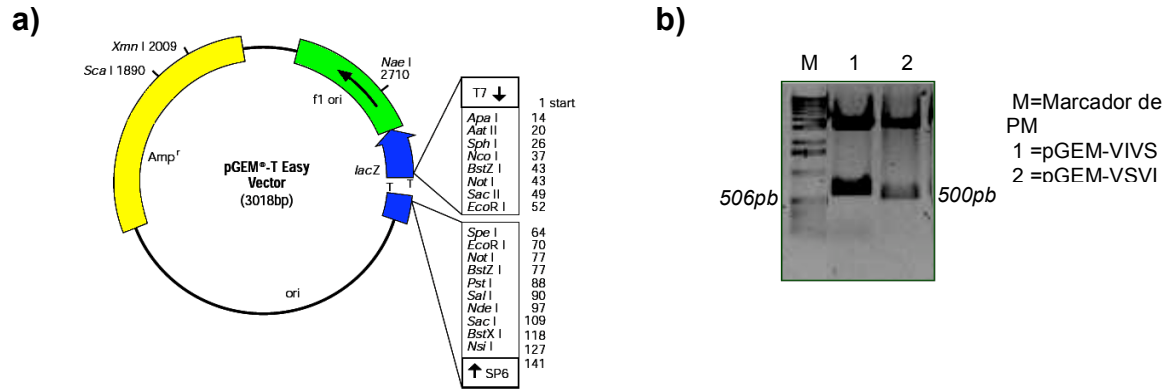 a)
Xmn I 2009
Sca I 1890
Nae I
2710
f1 ori
Amp r
pGEM®-T Easy
Vector
(3018bp)
lacZ
T T
ori
T7 ↓
1 start
Apa I 14
Aat II 20
Sph I 26
Nco I 37
BstZ I 43
Not I 43
Sac II 49
EcoR I 52
Spe I 64
EcoR I 70
Not I 77
BstZ I 77
Pst I 88
Sal I 90
Nde I 97
Sac I 109
BstX I 118
Nsi I 127
141
↑ SP6
b)
M 1 2
506pb
500pb
M=Marcador de
PM
1 =pGEM-VIVS
2 =pGEM-VSVI